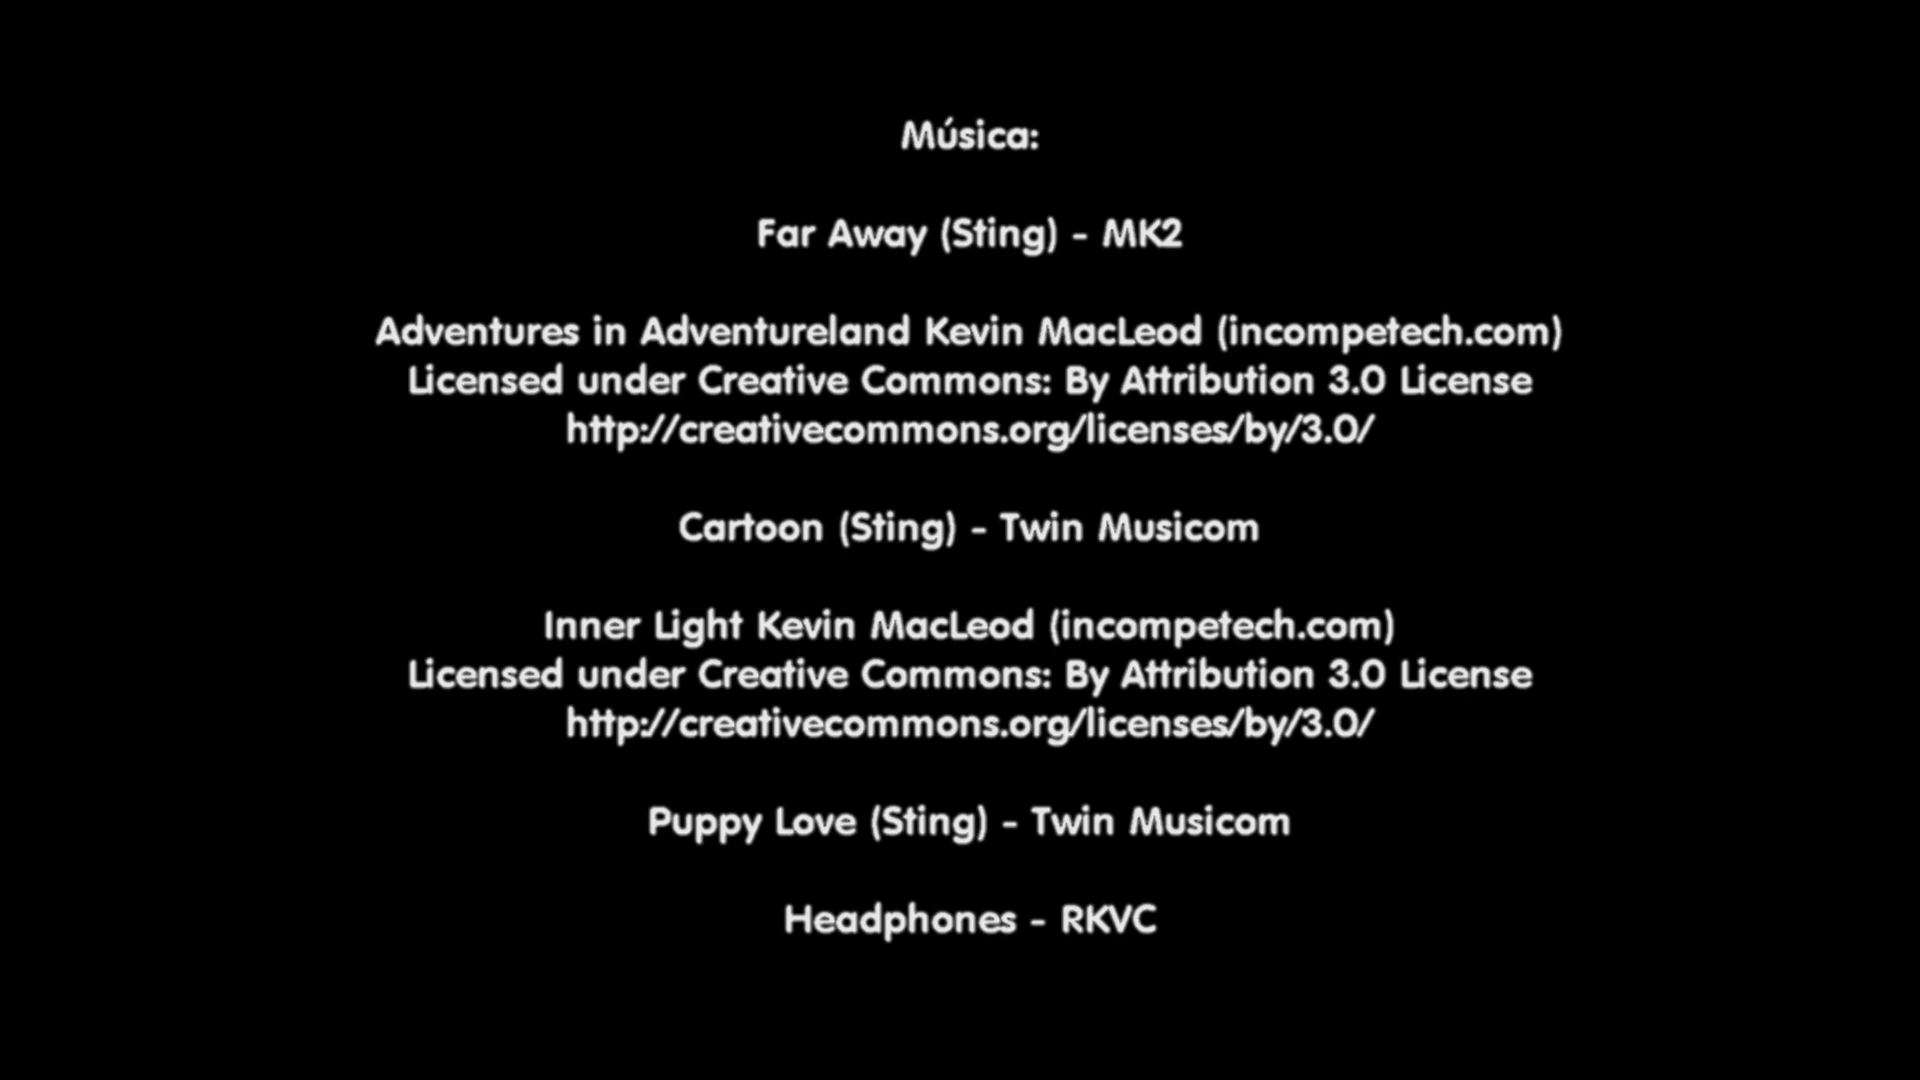 Música:
Far Away (Sting) - MK2
Adventures in Adventureland Kevin MacLeod (incompetech.com)
Licensed under Creative Commons: By Attribution 3.0 License
http://creativecommons.org/licenses/by/3.0/
Cartoon (Sting) - Twin Musicom
Inner Light Kevin MacLeod (incompetech.com)
Licensed under Creative Commons: By Attribution 3.0 License
http://creativecommons.org/licenses/by/3.0/
Puppy Love (Sting) - Twin Musicom
Headphones - RKVC